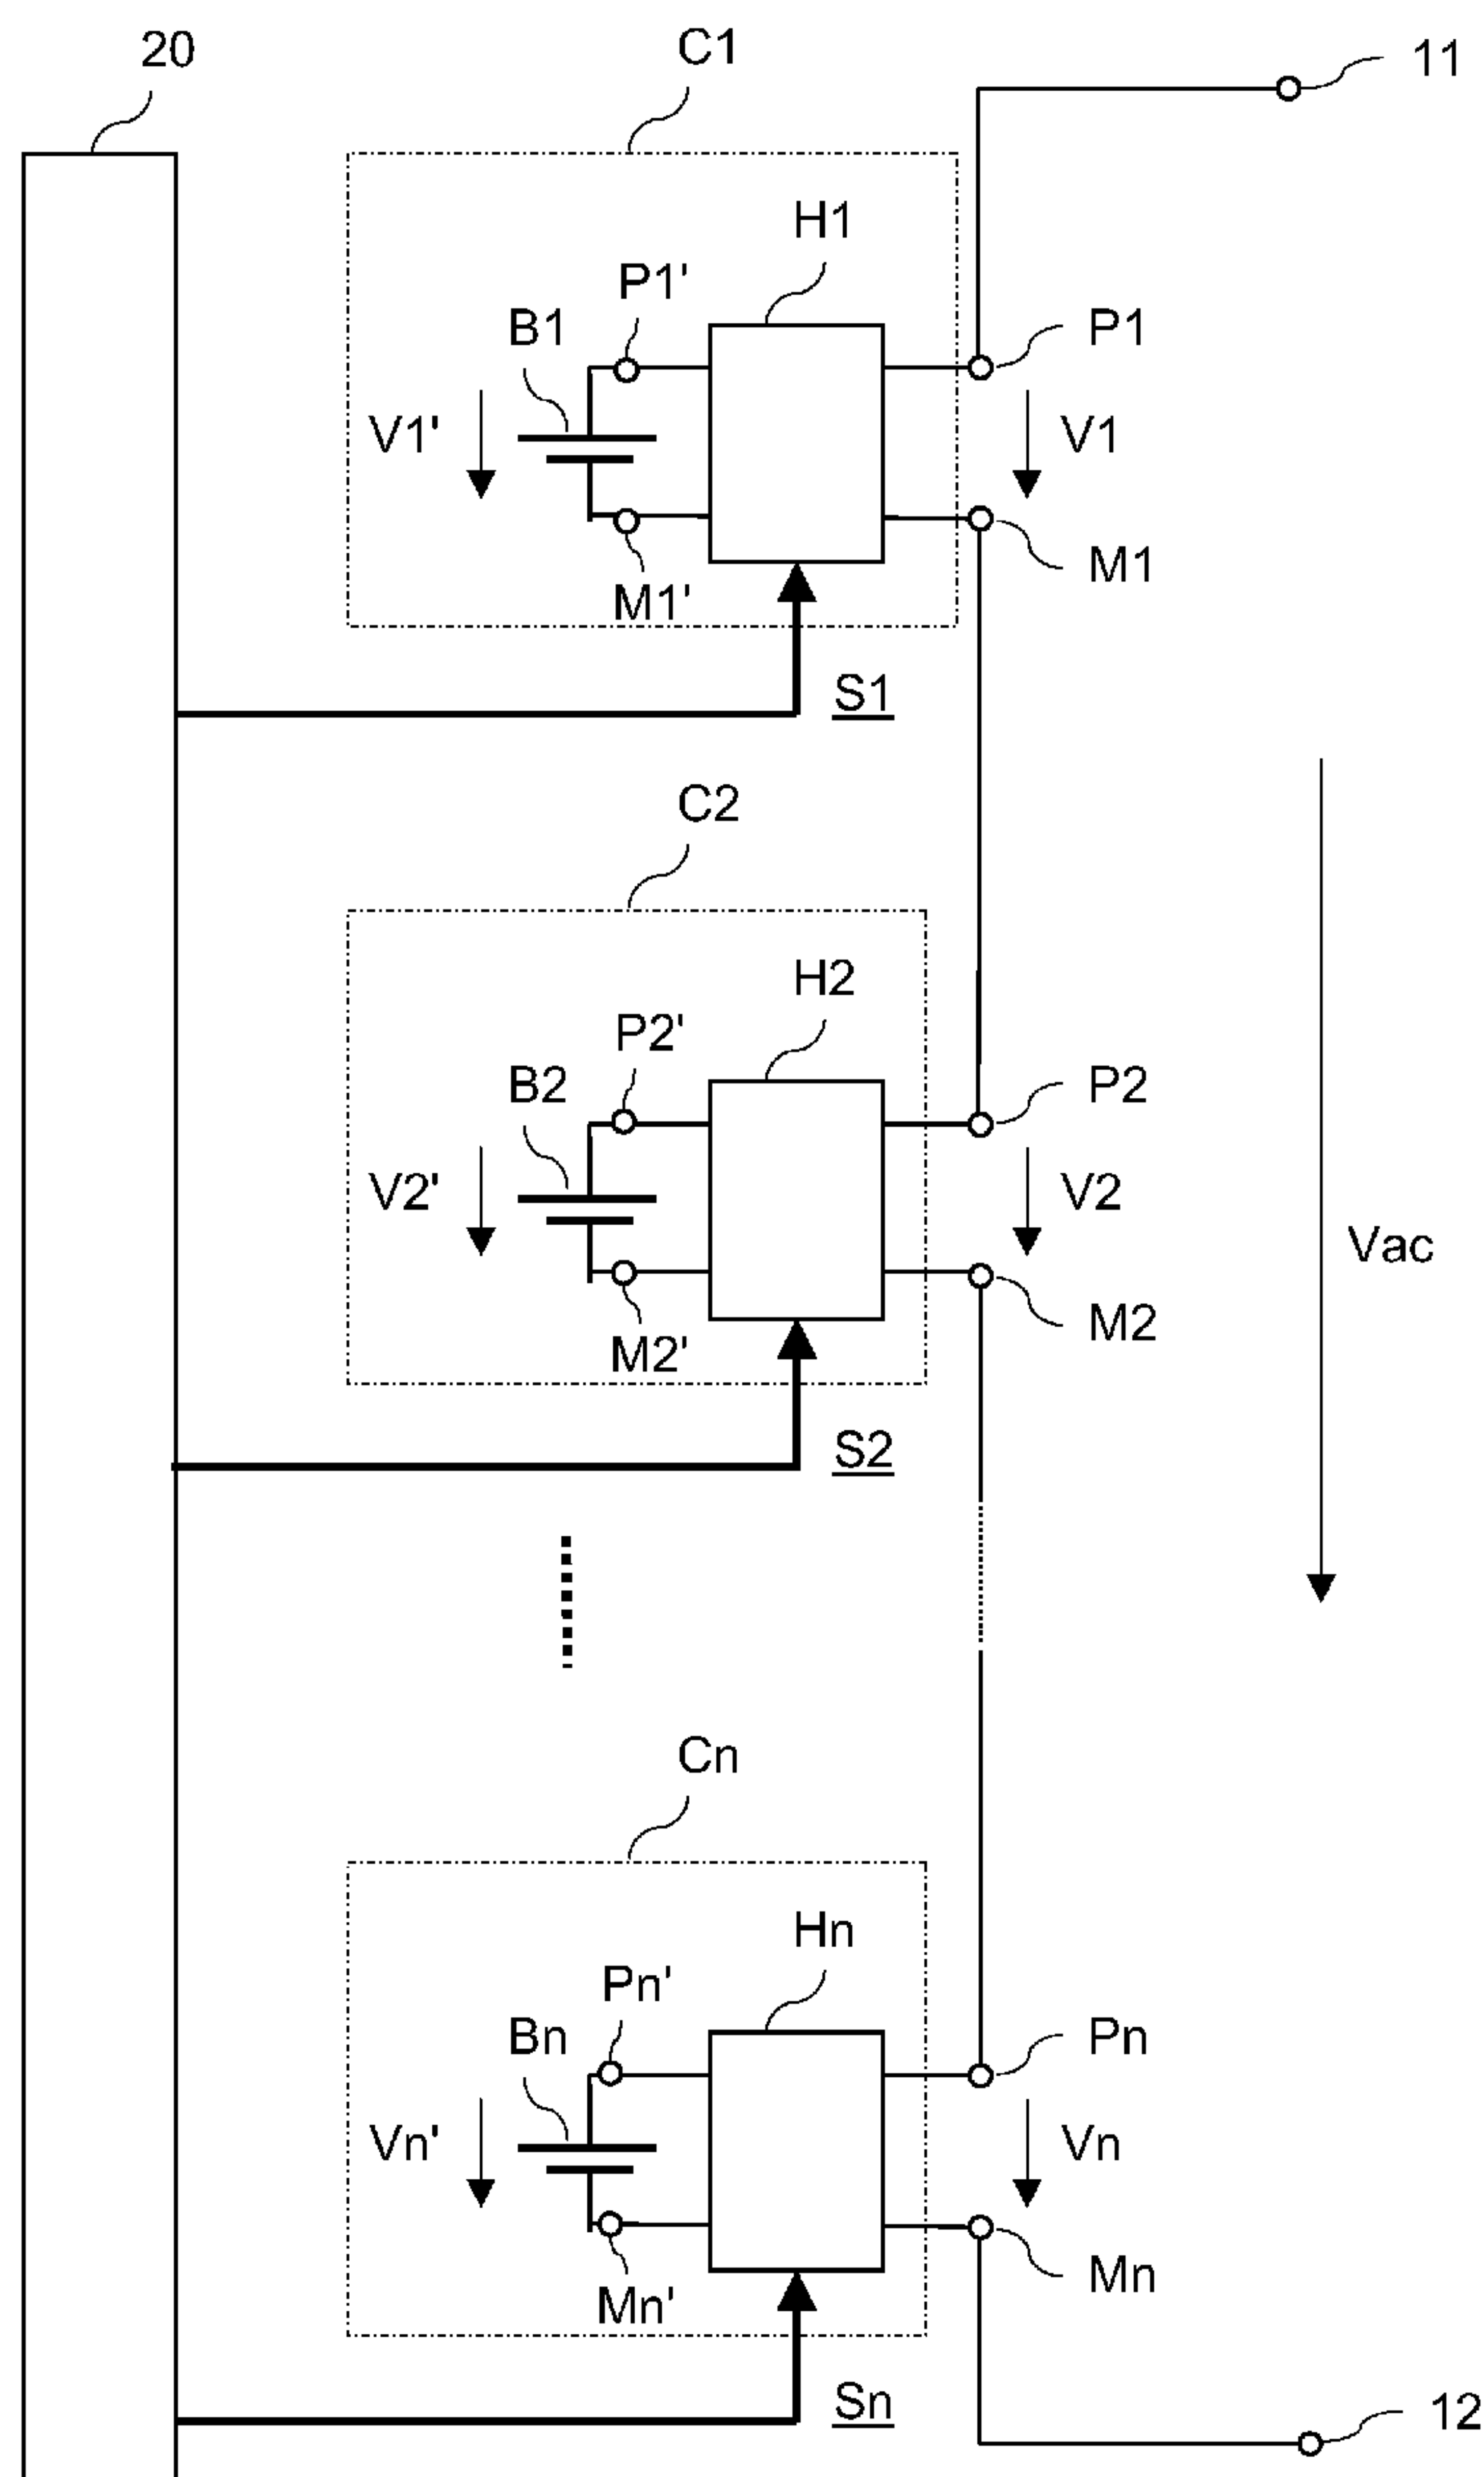 20
C1
11
H1
P1'
B1
P1
V1'
V1
M1
M1'
S1
C2
H2
P2'
B2
P2
V2'
V2
Vac
M2
M2'
S2
Cn
Hn
Pn'
Bn
Pn
Vn'
Vn
Mn
Mn'
Sn
12